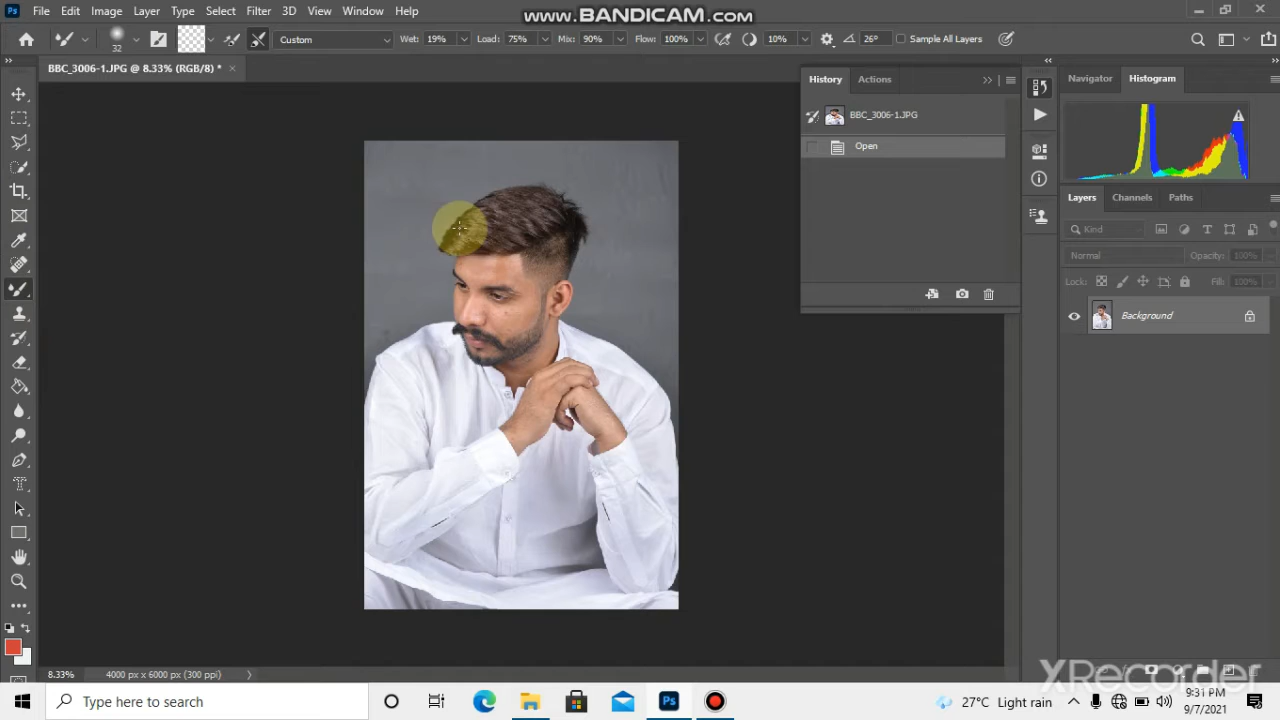 www.BANDICAM.com
File Edit Image Layer Type Select Filter 3D View Window Help
32 Custom Wet: 19% Load: 75% Mix: 90% Flow: 100% 10% 26° Sample All Layers
BBC_3006-1.JPG @ 8.33% (RGB/8) *
History Actions
BBC_3006-1.JPG
Open
Navigator Histogram
Layers Channels Paths
Kind
Normal Opacity: 100%
Lock: Fill: 100%
Background
8.33% 4000 px x 6000 px (300 ppi)
XRecorder
Type here to search
27°C Light rain
9:31 PM
9/7/2021